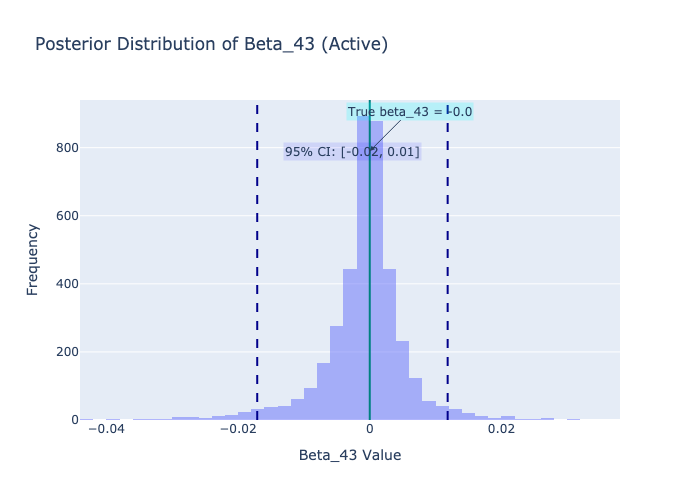 Posterior Distribution of Beta_43 (Active)
True beta_43 = -0.0
95% CI: [-0.02, 0.01]
800
600
400
200
0
−0.04
−0.02
0
0.02
Frequency
Beta_43 Value